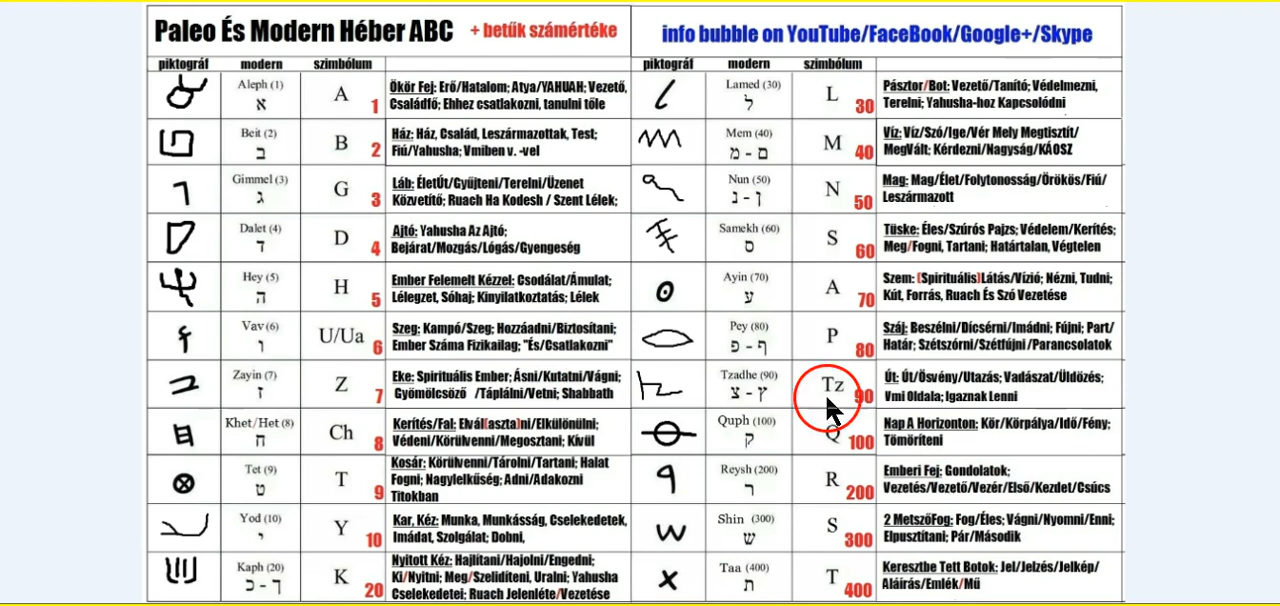 Paleo És Modern Héber ABC + betűk számértéke
info bubble on YouTube/FaceBook/Google+/Skype
piktográf modern szimbólum
Aleph (1)
א
A
1
Ökör Fej: Erő/Hatalom; Atya/YAHUAH; Vezető,
Családfő; Ehhez csatlakozni, tanulni tőle
Beit (2)
ב
B
2
Ház: Ház, Család, Leszármazottak, Test;
Fiú/Yahusha; Vmiben v. -vel
Gimmel (3)
ג
G
3
Láb: ÉletÚt/Gyűjteni/Terelni/Üzenet
Közvetítő; Ruach Ha Kodesh / Szent Lélek;
Dalet (4)
ד
D
4
Ajtó: Yahusha Az Ajtó;
Bejárat/Mozgás/Lógás/Gyengeség
Hey (5)
ה
H
5
Ember Felemelt Kézzel: Csodálat/Ámulat;
Lélegzet, Sóhaj; Kinyilatkoztatás; Lélek
Vav (6)
ו
U/Ua
6
Szeg: Kampó/Szeg; Hozzáadni/Biztosítani;
Ember Száma Fizikailag; "És/Csatlakozni"
Zayin (7)
ז
Z
7
Eke: Spirituális Ember; Ásni/Kutatni/Vágni;
Gyömölcsöző /Táplálni/Vetni; Shabbath
Khet/Het (8)
ח
Ch
8
Kerítés/Fal: Elvál(aszta)ni/Elkülönülni;
Védeni/Körülvenni/Megosztani; Kívül
Tet (9)
ט
T
9
Kosár: Körülvenni/Tárolni/Tartani; Halat
Fogni; Nagylelkűség; Adni/Adakozni
Titokban
Yod (10)
י
Y
10
Kar, Kéz: Munka, Munkásság, Cselekedetek,
Imádat, Szolgálat; Dobni,
Kaph (20)
ך - כ
K
20
Nyitott Kéz: Hajlítani/Hajolni/Engedni;
Ki/Nyitni; Meg/Szelidíteni, Uralni; Yahusha
Cselekedetei; Ruach Jelenléte/Vezetése
piktográf modern szimbólum
Lamed (30)
ל
L
30
Pásztor/Bot: Vezető/Tanító; Védelmezni,
Terelni; Yahusha-hoz Kapcsolódni
Mem (40)
ם - מ
M
40
Víz: Víz/Szó/Ige/Vér Mely Megtisztít/
MegVált; Kérdezni/Nagyság/KÁOSZ
Nun (50)
ן - נ
N
50
Mag: Mag/Élet/Folytonosság/Örökös/Fiú/
Leszármazott
Samekh (60)
ס
S
60
Tüske: Éles/Szúrós Pajzs; Védelem/Kerítés;
Meg/Fogni, Tartani; Határtalan, Végtelen
Ayin (70)
ע
A
70
Szem: (Spirituális)Látás/Vízió; Nézni, Tudni;
Kút, Forrás, Ruach És Szó Vezetése
Pey (80)
ף - פ
P
80
Száj: Beszélni/Dícsérni/Imádni; Fújni; Part/
Határ; Szétszórni/Szétfújni/Parancsolatok
Tzadhe (90)
ץ - צ
Tz
90
Út: Út/Ösvény/Utazás; Vadászat/Üldözés;
Vmi Oldala; Igaznak Lenni
Quph (100)
ק
Q
100
Nap A Horizonton: Kör/Körpálya/Idő/Fény;
Tömöríteni
Reysh (200)
ר
R
200
Emberi Fej: Gondolatok;
Vezetés/Vezető/Vezér/Első/Kezdet/Csúcs
Shin (300)
ש
S
300
2 MetszőFog: Fog/Éles; Vágni/Nyomni/Enni;
Elpusztítani; Pár/Második
Taa (400)
ת
T
400
Keresztbe Tett Botok: Jel/Jelzés/Jelkép/
Aláírás/Emlék/Mű